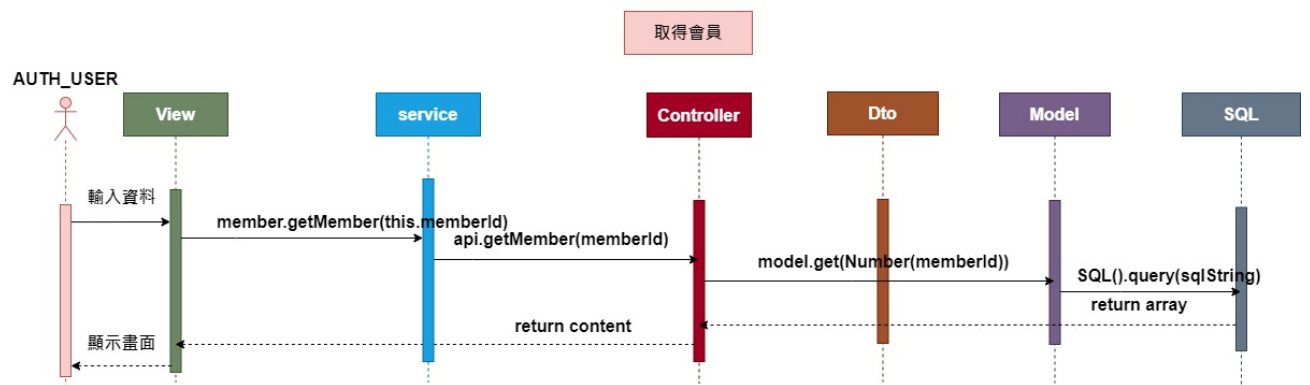 取得會員
AUTH_USER
View
service
Controller
Dto
Model
SQL
輸入資料
member.getMember(this.memberId)
api.getMember(memberId)
model.get(Number(memberId))
SQL().query(sqlString)
return array
return content
顯示畫面